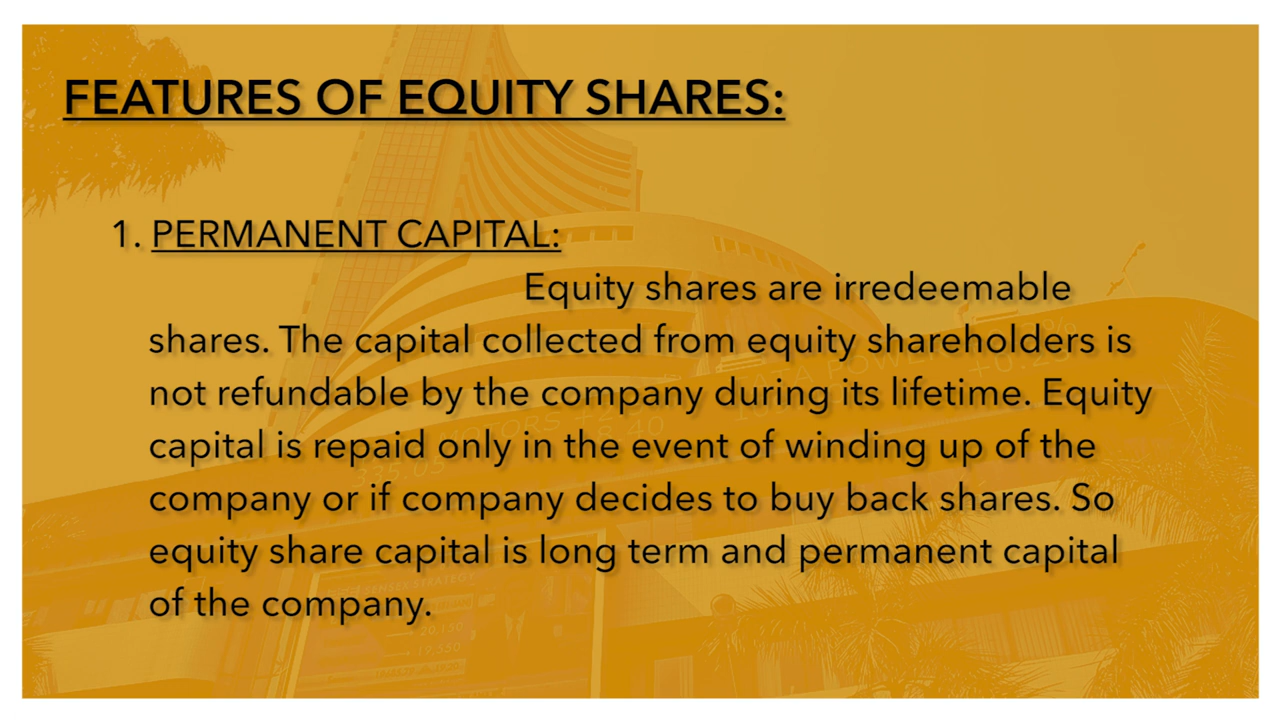 FEATURES OF EQUITY SHARES:
1. PERMANENT CAPITAL:
Equity shares are irredeemable
shares. The capital collected from equity shareholders is
not refundable by the company during its lifetime. Equity
capital is repaid only in the event of winding up of the
company or if company decides to buy back shares. So
equity share capital is long term and permanent capital
of the company.